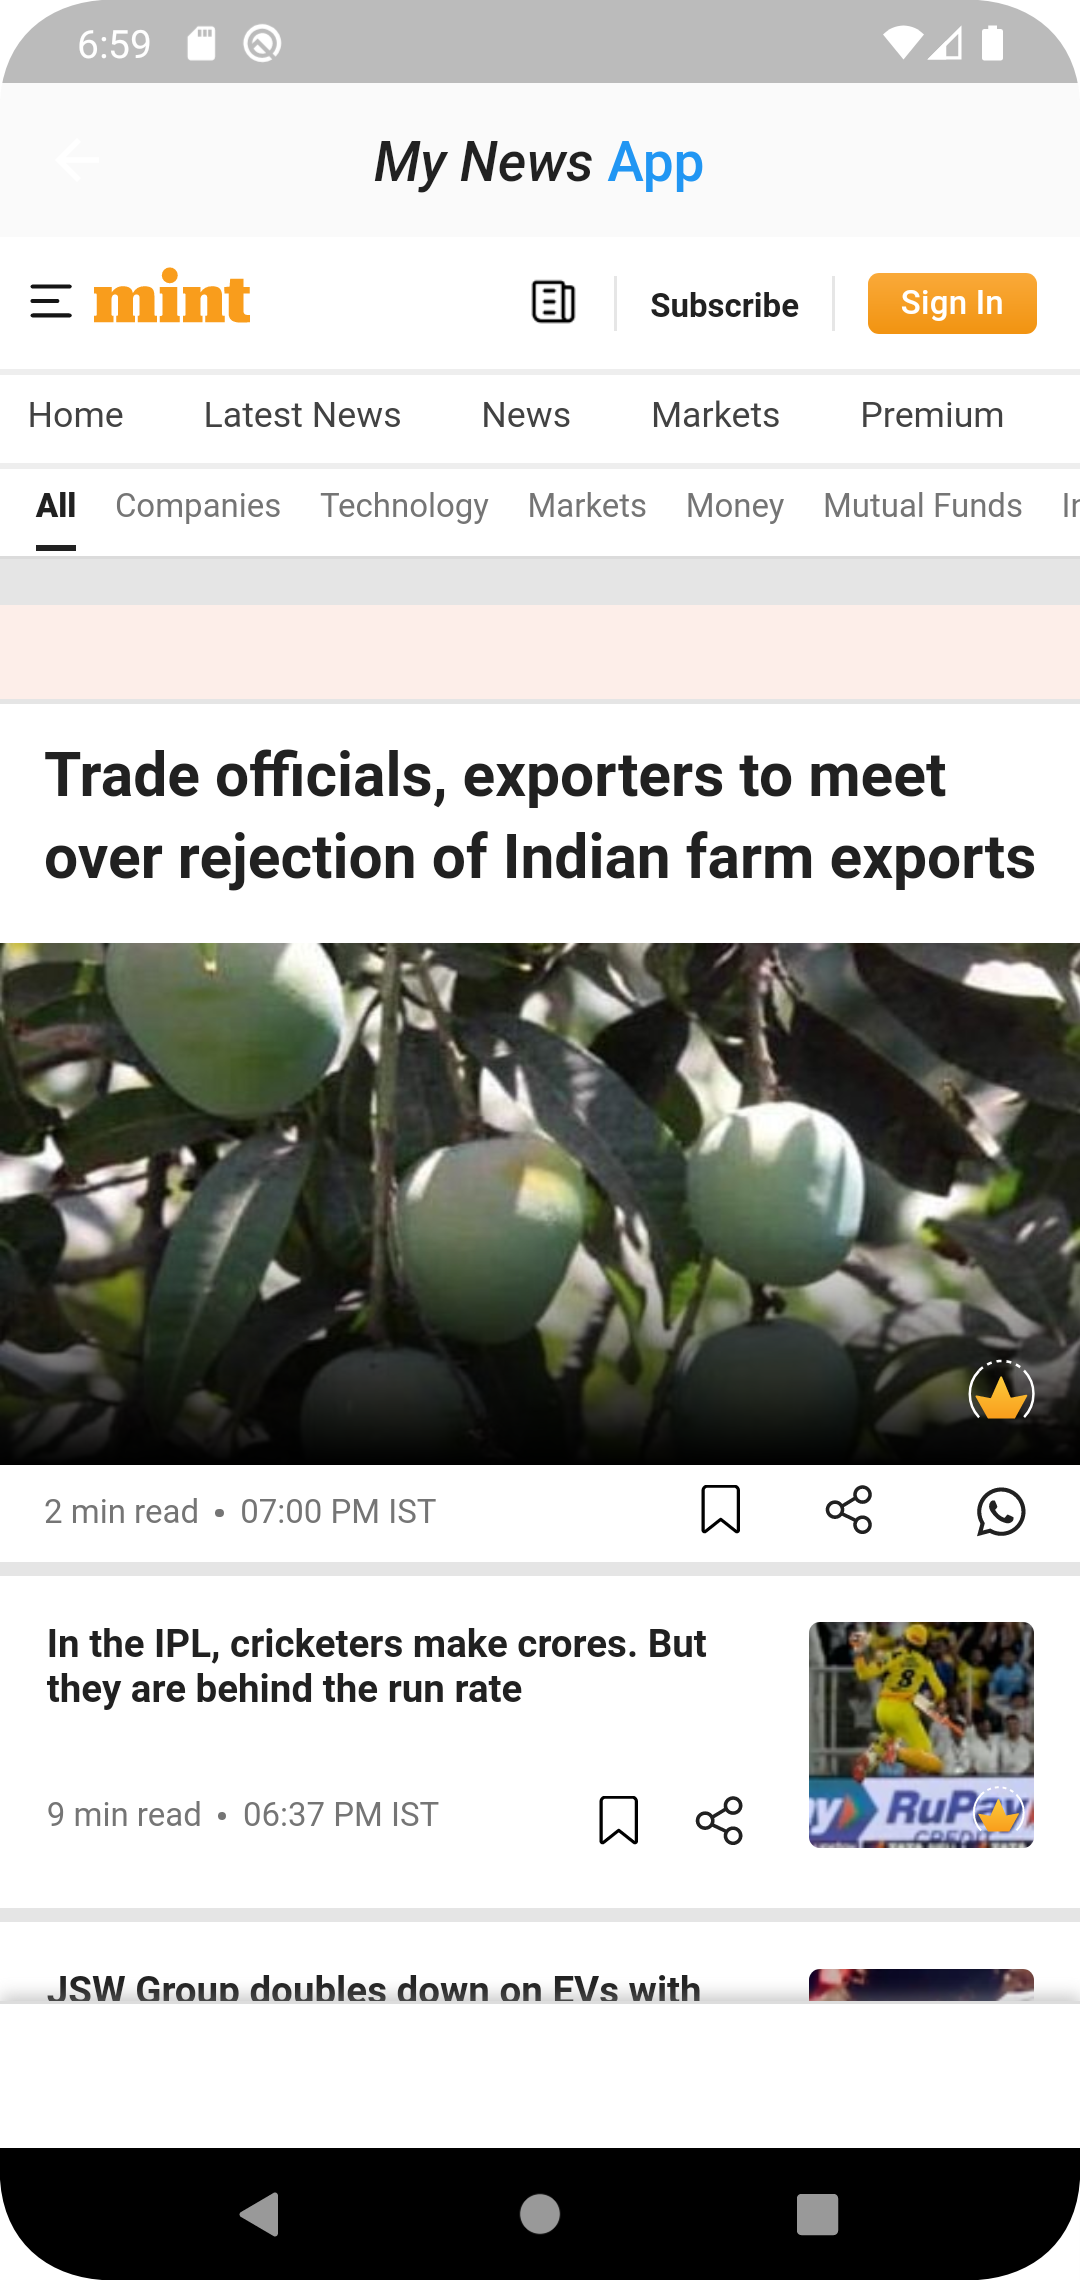 6:59
My News App
mint
Subscribe
Sign In
Home Latest News News Markets Premium
All Companies Technology Markets Money Mutual Funds
Trade officials, exporters to meet
over rejection of Indian farm exports
2 min read • 07:00 PM IST
In the IPL, cricketers make crores. But
they are behind the run rate
8
RuPay
CREDIT
9 min read • 06:37 PM IST
JSW Group doubles down on EVs with